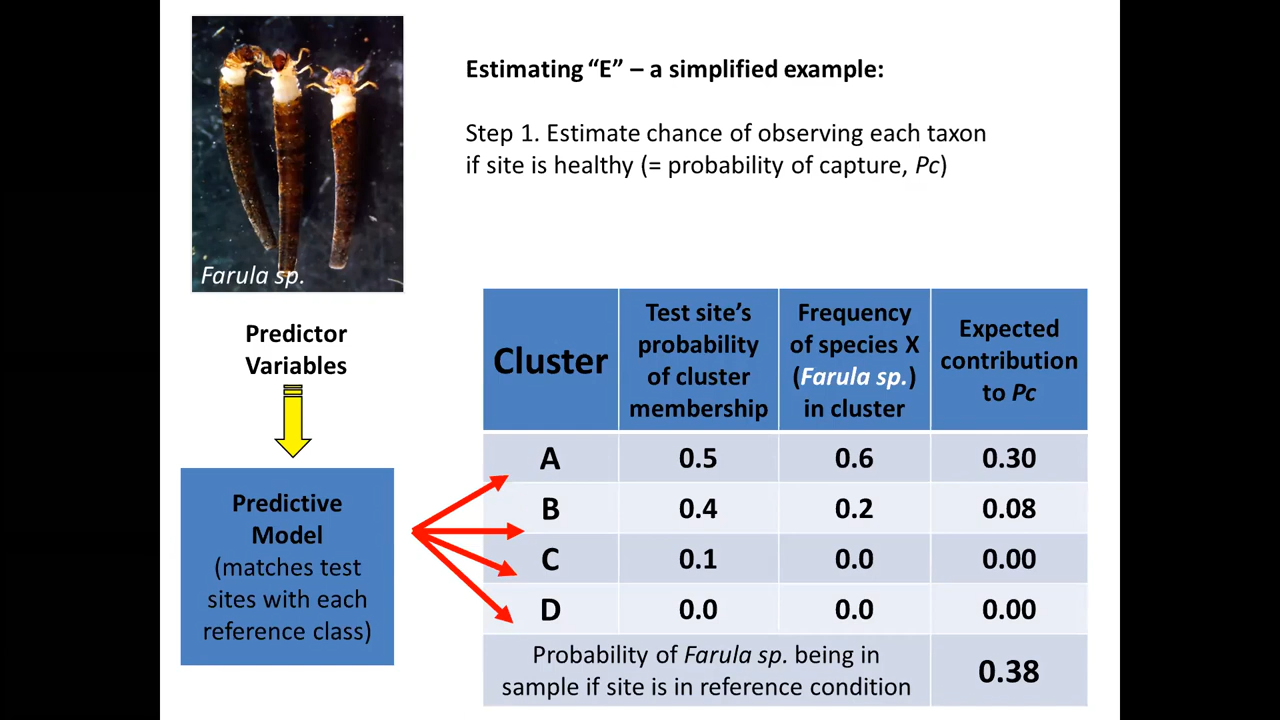 Estimating “E” – a simplified example:
Step 1. Estimate chance of observing each taxon
if site is healthy (= probability of capture, Pc)
Farula sp.
Predictor
Variables
Predictive
Model
(matches test
sites with each
reference class)
Cluster
Test site’s
probability
of cluster
membership
Frequency
of species X
(Farula sp.)
in cluster
Expected
contribution
to Pc
A 0.5 0.6 0.30
B 0.4 0.2 0.08
C 0.1 0.0 0.00
D 0.0 0.0 0.00
Probability of Farula sp. being in
sample if site is in reference condition
0.38